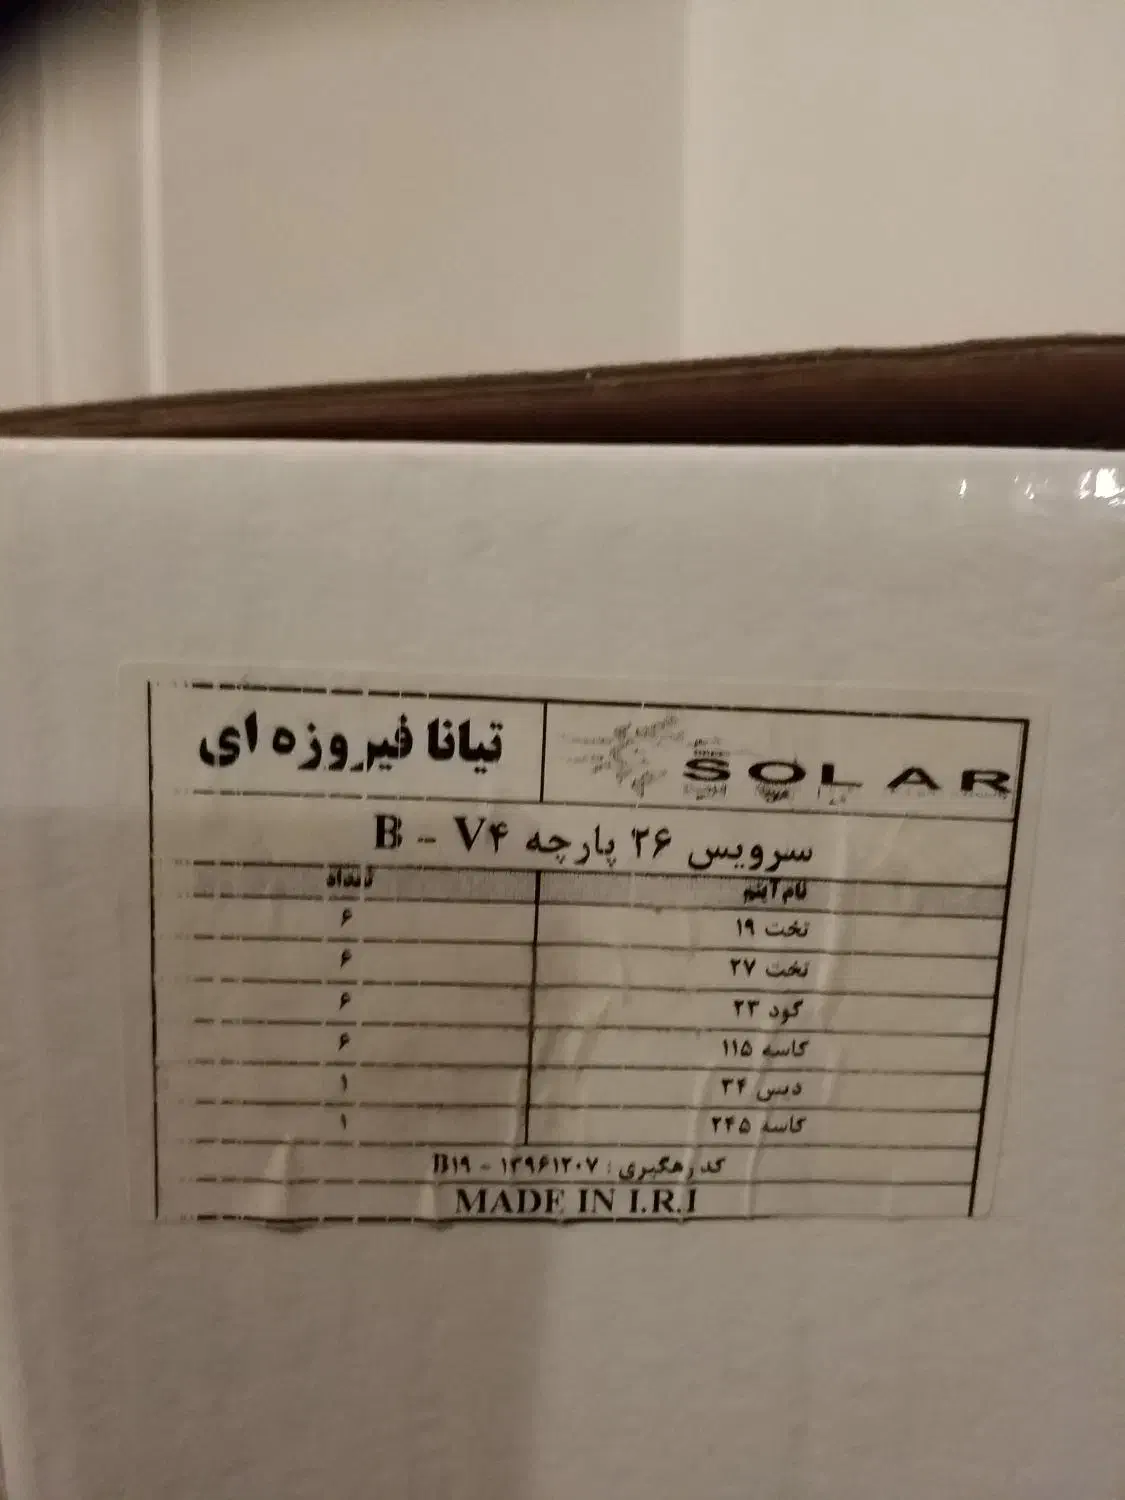 SOLAR تیانا فیروزه ای
سرویس ۲۶ پارچه B - V۴
نام آیتم تعداد
تخت ۱۹ ۶
تخت ۲۷ ۶
گود ۲۳ ۶
کاسه ۱۱۵ ۶
دیس ۳۴ ۱
کاسه ۲۴۵ ۱
کد رهگیری : ۱۳۹۶۱۲۰۷ - B۱۹
MADE IN I.R.I